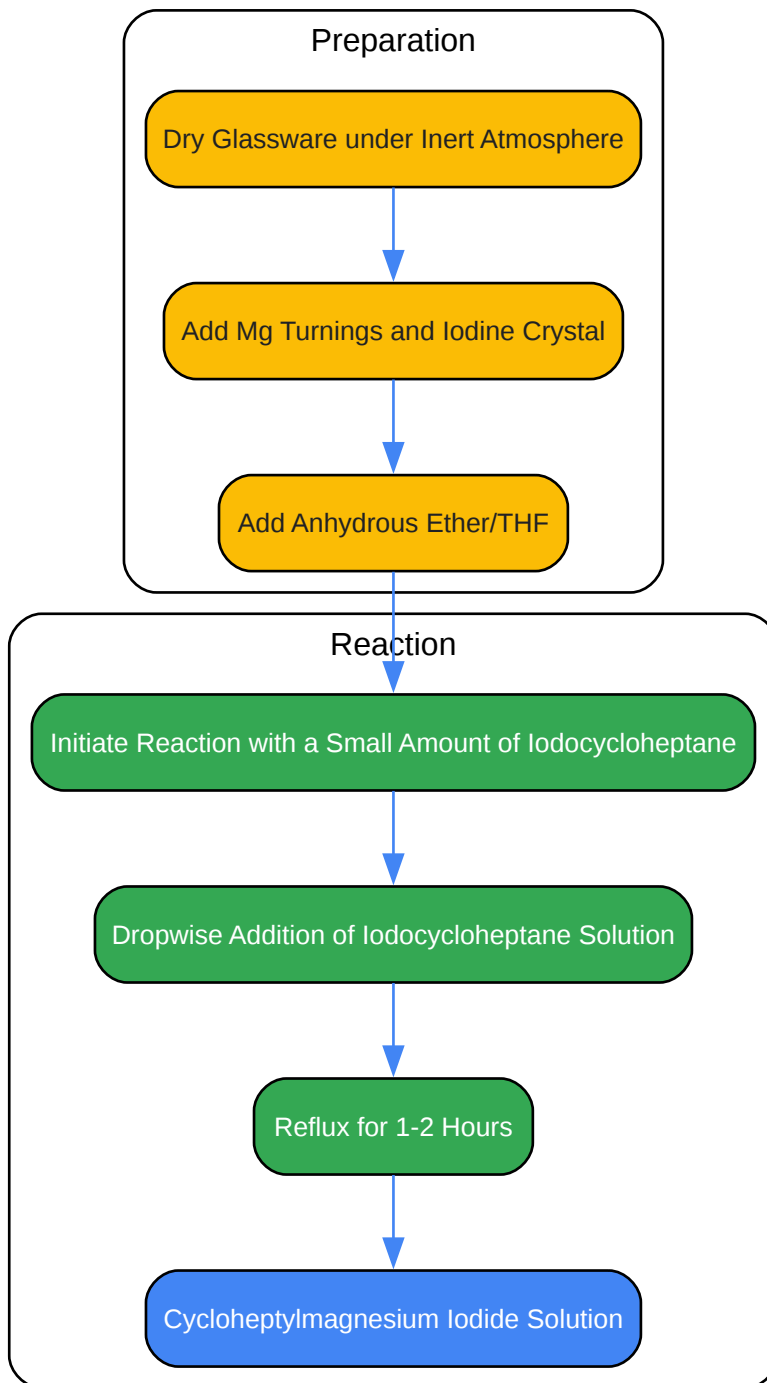 Preparation
Dry Glassware under Inert Atmosphere
Add Mg Turnings and Iodine Crystal
Add Anhydrous Ether/THF
Reaction
Initiate Reaction with a Small Amount of Iodocycloheptane
Dropwise Addition of Iodocycloheptane Solution
Reflux for 1-2 Hours
Cycloheptylmagnesium Iodide Solution